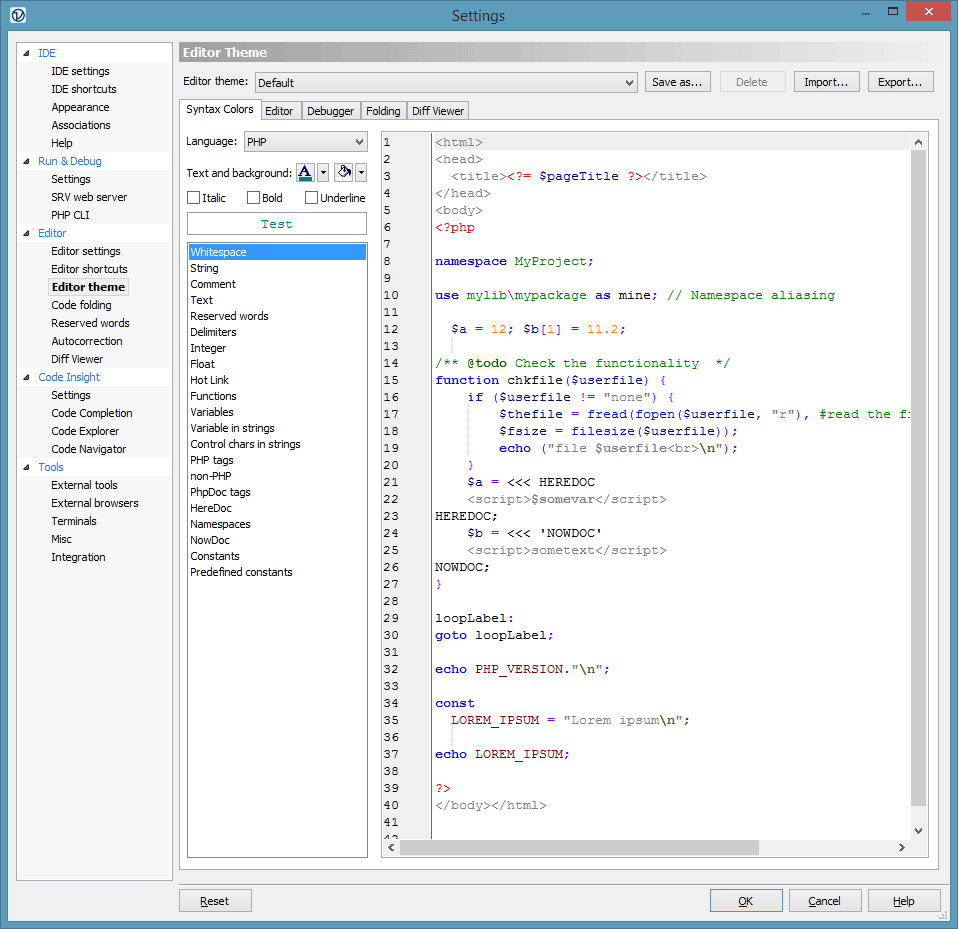 Settings
IDE
IDE settings
IDE shortcuts
Appearance
Associations
Help
Run & Debug
Settings
SRV web server
PHP CLI
Editor
Editor settings
Editor shortcuts
Editor theme
Code folding
Reserved words
Autocorrection
Diff Viewer
Code Insight
Settings
Code Completion
Code Explorer
Code Navigator
Tools
External tools
External browsers
Terminals
Misc
Integration
Editor Theme
Editor theme: Default Save as... Delete Import... Export...
Syntax Colors Editor Debugger Folding Diff Viewer
Language: PHP
Text and background: A
Italic Bold Underline
Test
Whitespace
String
Comment
Text
Reserved words
Delimiters
Integer
Float
Hot Link
Functions
Variables
Variable in strings
Control chars in strings
PHP tags
non-PHP
PhpDoc tags
HereDoc
Namespaces
NowDoc
Constants
Predefined constants
1 <html>
2 <head>
3 <title><?= $pageTitle ?></title>
4 </head>
5 <body>
6 <?php
7
8 namespace MyProject;
9
10 use mylib\mypackage as mine; // Namespace aliasing
11
12 $a = 12; $b[1] = 11.2;
13
14 /** @todo Check the functionality */
15 function chkfile($userfile) {
16 if ($userfile != "none") {
17 $thefile = fread(fopen($userfile, "r"), #read the f
18 $fsize = filesize($userfile));
19 echo ("file $userfile<br>\n");
20 }
21 $a = <<< HEREDOC
22 <script>$somevar</script>
23 HEREDOC;
24 $b = <<< 'NOWDOC'
25 <script>sometext</script>
26 NOWDOC;
27 }
28
29 loopLabel:
30 goto loopLabel;
31
32 echo PHP_VERSION."\n";
33
34 const
35 LOREM_IPSUM = "Lorem ipsum\n";
36
37 echo LOREM_IPSUM;
38
39 ?>
40 </body></html>
41
42
Reset OK Cancel Help